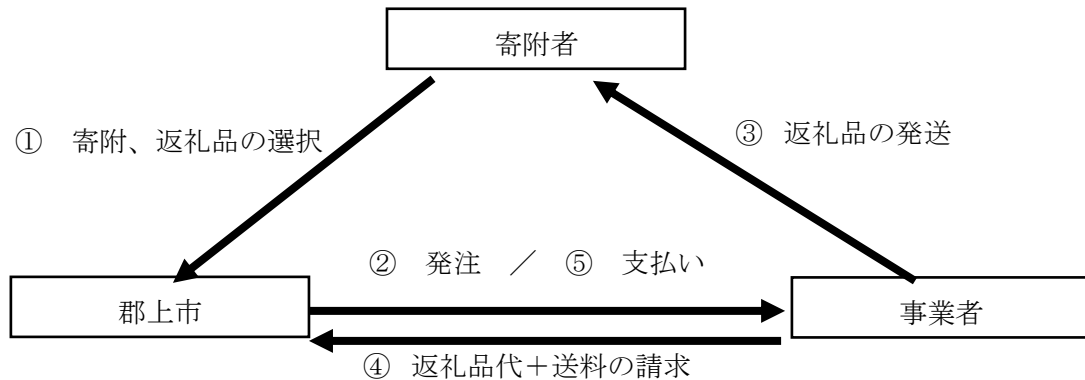 寄附者
① 寄附、返礼品の選択
③ 返礼品の発送
② 発注 / ⑤ 支払い
郡上市
事業者
④ 返礼品代+送料の請求